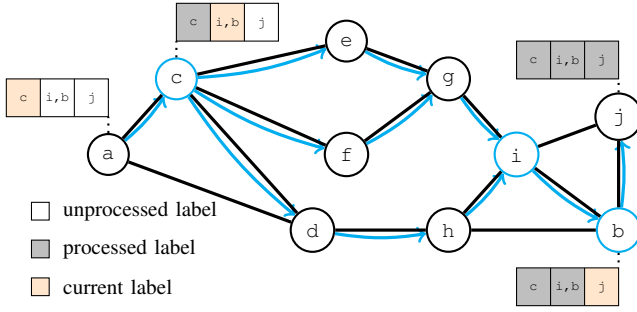 c i,b j
c i,b j
c i,b j
e
c
g
j
a
f
i
d
h
b
unprocessed label
processed label
current label
c i,b j